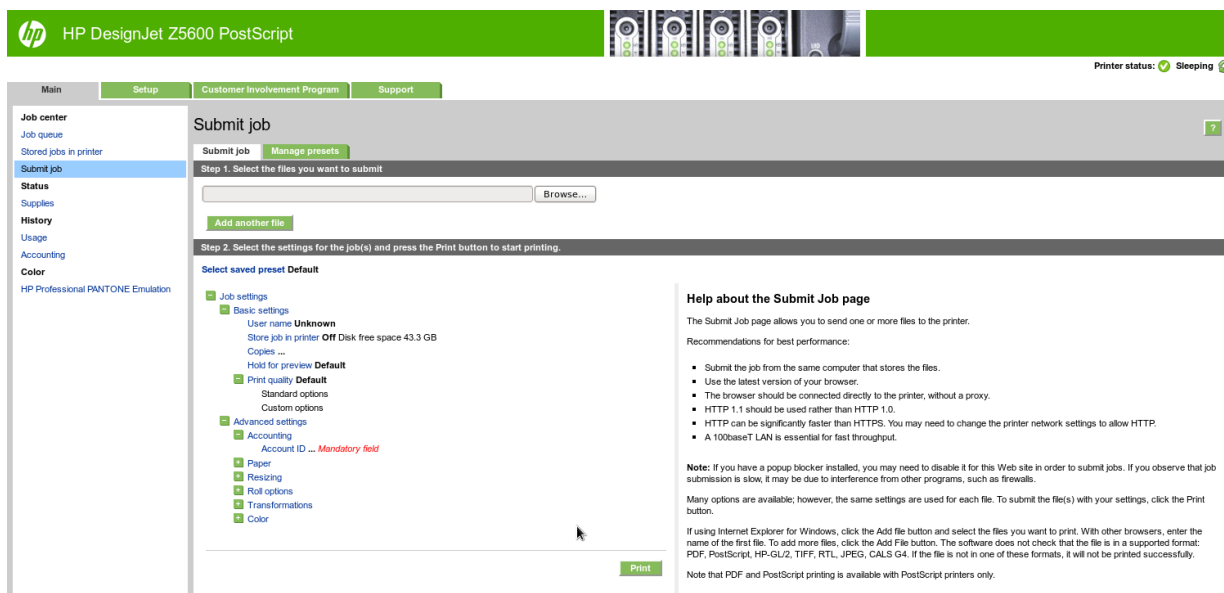 hp HP DesignJet Z5600 PostScript
Printer status: Sleeping
Main Setup Customer Involvement Program Support
Job center
Job queue
Stored jobs in printer
Submit job
Status
Supplies
History
Usage
Accounting
Color
HP Professional PANTONE Emulation
Submit job
?
Submit job Manage presets
Step 1. Select the files you want to submit
Browse...
Add another file
Step 2. Select the settings for the job(s) and press the Print button to start printing.
Select saved preset Default
Job settings
Basic settings
User name Unknown
Store job in printer Off Disk free space 43.3 GB
Copies ...
Hold for preview Default
Print quality Default
Standard options
Custom options
Advanced settings
Accounting
Account ID ... Mandatory field
Paper
Resizing
Roll options
Transformations
Color
Print
Help about the Submit Job page
The Submit Job page allows you to send one or more files to the printer.
Recommendations for best performance:
Submit the job from the same computer that stores the files.
Use the latest version of your browser.
The browser should be connected directly to the printer, without a proxy.
HTTP 1.1 should be used rather than HTTP 1.0.
HTTP can be significantly faster than HTTPS. You may need to change the printer network settings to allow HTTP.
A 100baseT LAN is essential for fast throughput.
Note: If you have a popup blocker installed, you may need to disable it for this Web site in order to submit jobs. If you observe that job
submission is slow, it may be due to interference from other programs, such as firewalls.
Many options are available; however, the same settings are used for each file. To submit the file(s) with your settings, click the Print
button.
If using Internet Explorer for Windows, click the Add file button and select the files you want to print. With other browsers, enter the
name of the first file. To add more files, click the Add File button. The software does not check that the file is in a supported format:
PDF, PostScript, HP-GL/2, TIFF, RTL, JPEG, CALS G4. If the file is not in one of these formats, it will not be printed successfully.
Note that PDF and PostScript printing is available with PostScript printers only.